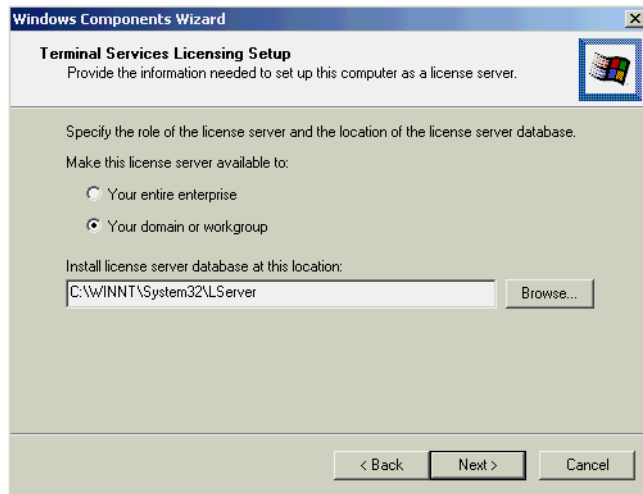 Windows Components Wizard
Terminal Services Licensing Setup
Provide the information needed to set up this computer as a license server.
Specify the role of the license server and the location of the license server database.
Make this license server available to:
Your entire enterprise
Your domain or workgroup
Install license server database at this location:
C:\WINNT\System32\LServer
Browse...
< Back
Next >
Cancel